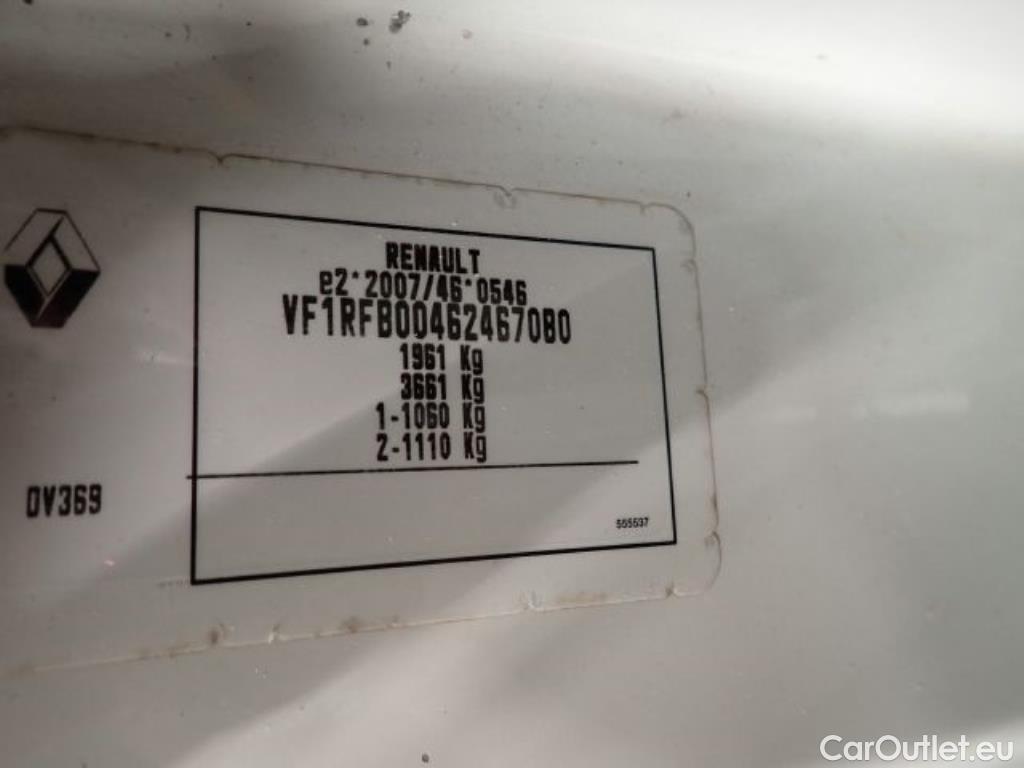 RENAULT
e2*2007/46*0546
VF1RFB00462467080
1961 Kg
3661 Kg
1-1060 Kg
2-1110 Kg
DV369
555537
CarOutlet.eu